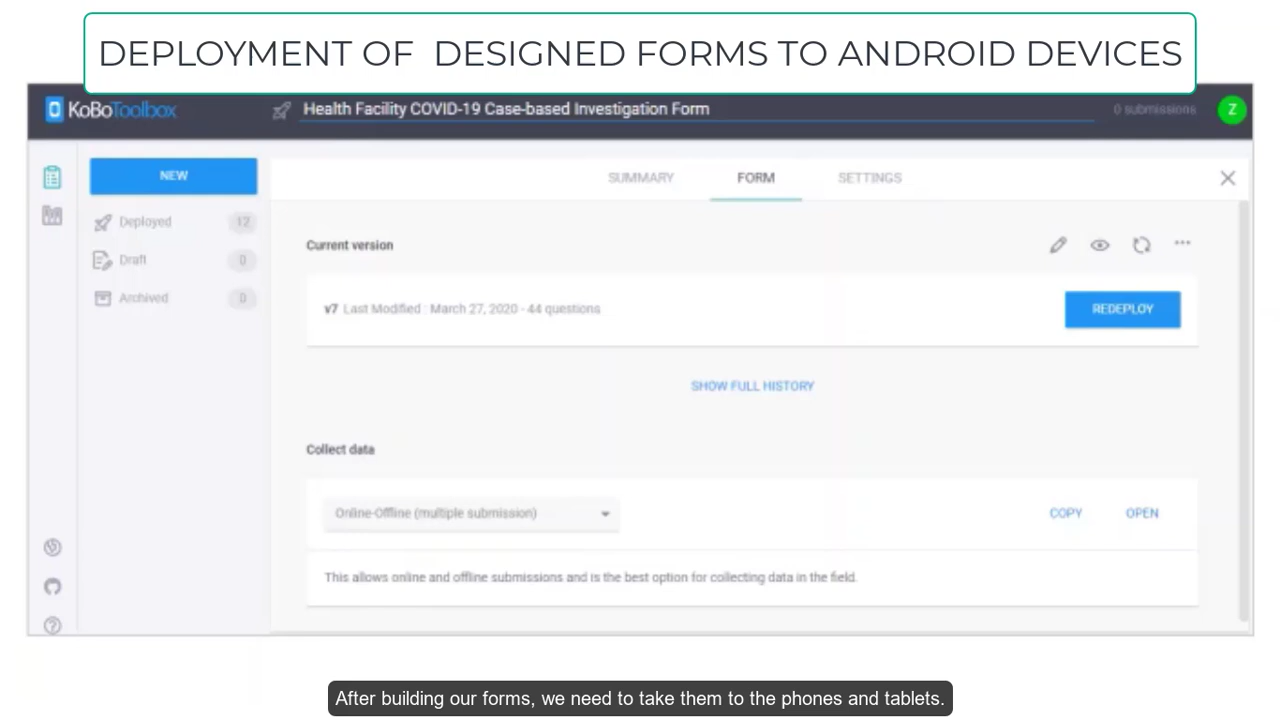 DEPLOYMENT OF DESIGNED FORMS TO ANDROID DEVICES
KoBoToolbox
Health Facility COVID-19 Case-based Investigation Form
0 submissions
Z
NEW
SUMMARY
FORM
SETTINGS
Deployed 12
Draft 0
Archived 0
Current version
v7 Last Modified : March 27, 2020 - 44 questions
REDEPLOY
SHOW FULL HISTORY
Collect data
Online-Offline (multiple submission)
COPY
OPEN
This allows online and offline submissions and is the best option for collecting data in the field.
After building our forms, we need to take them to the phones and tablets.